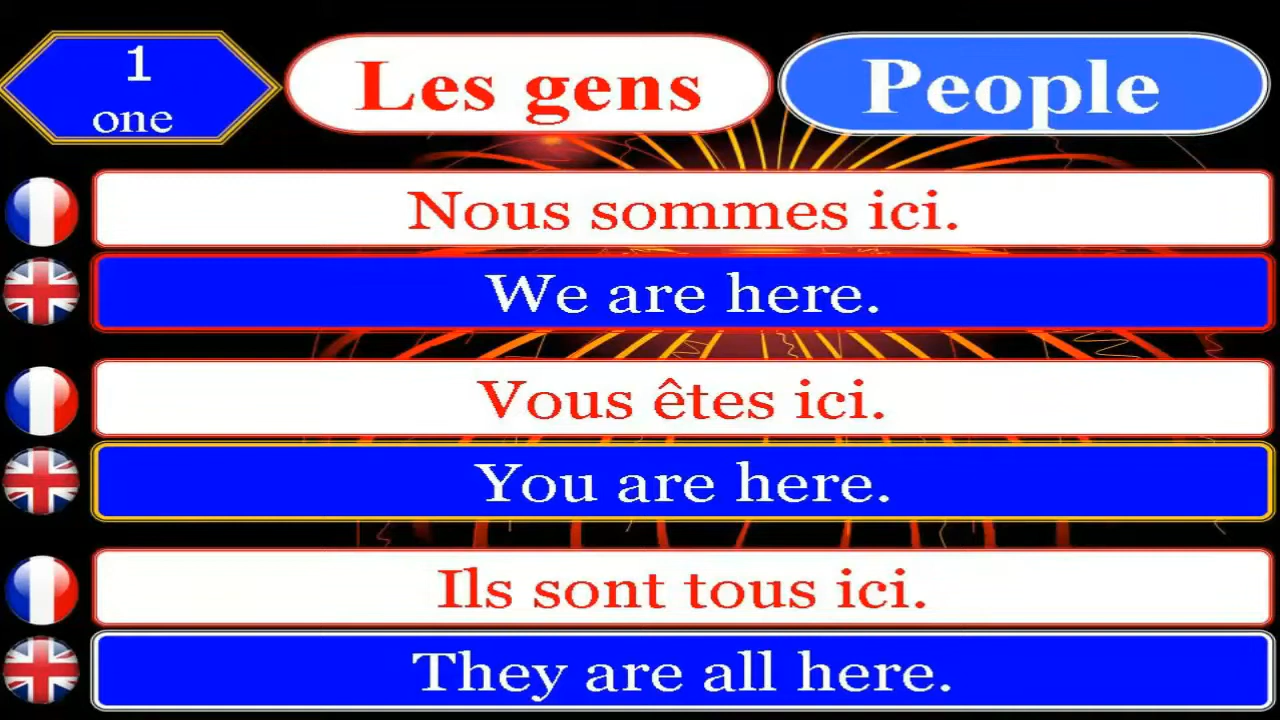 1
one
Les gens
People
Nous sommes ici.
We are here.
Vous êtes ici.
You are here.
Ils sont tous ici.
They are all here.